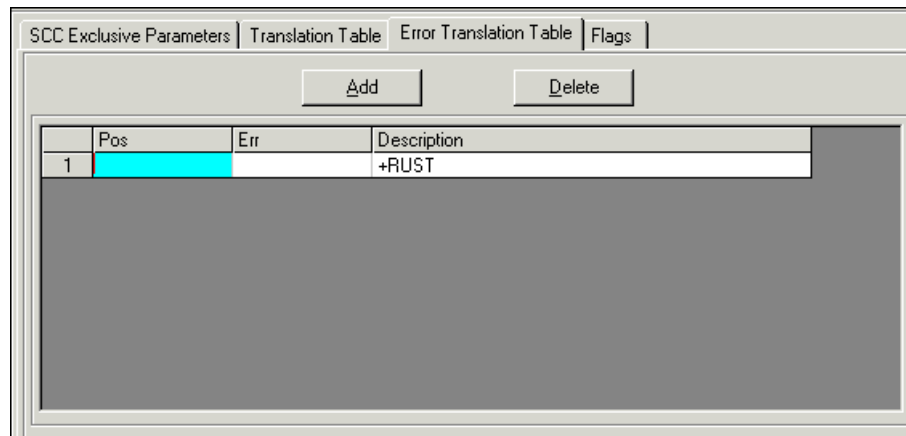 SCC Exclusive Parameters Translation Table Error Translation Table Flags
Add Delete
Pos Err Description
1 +RUST